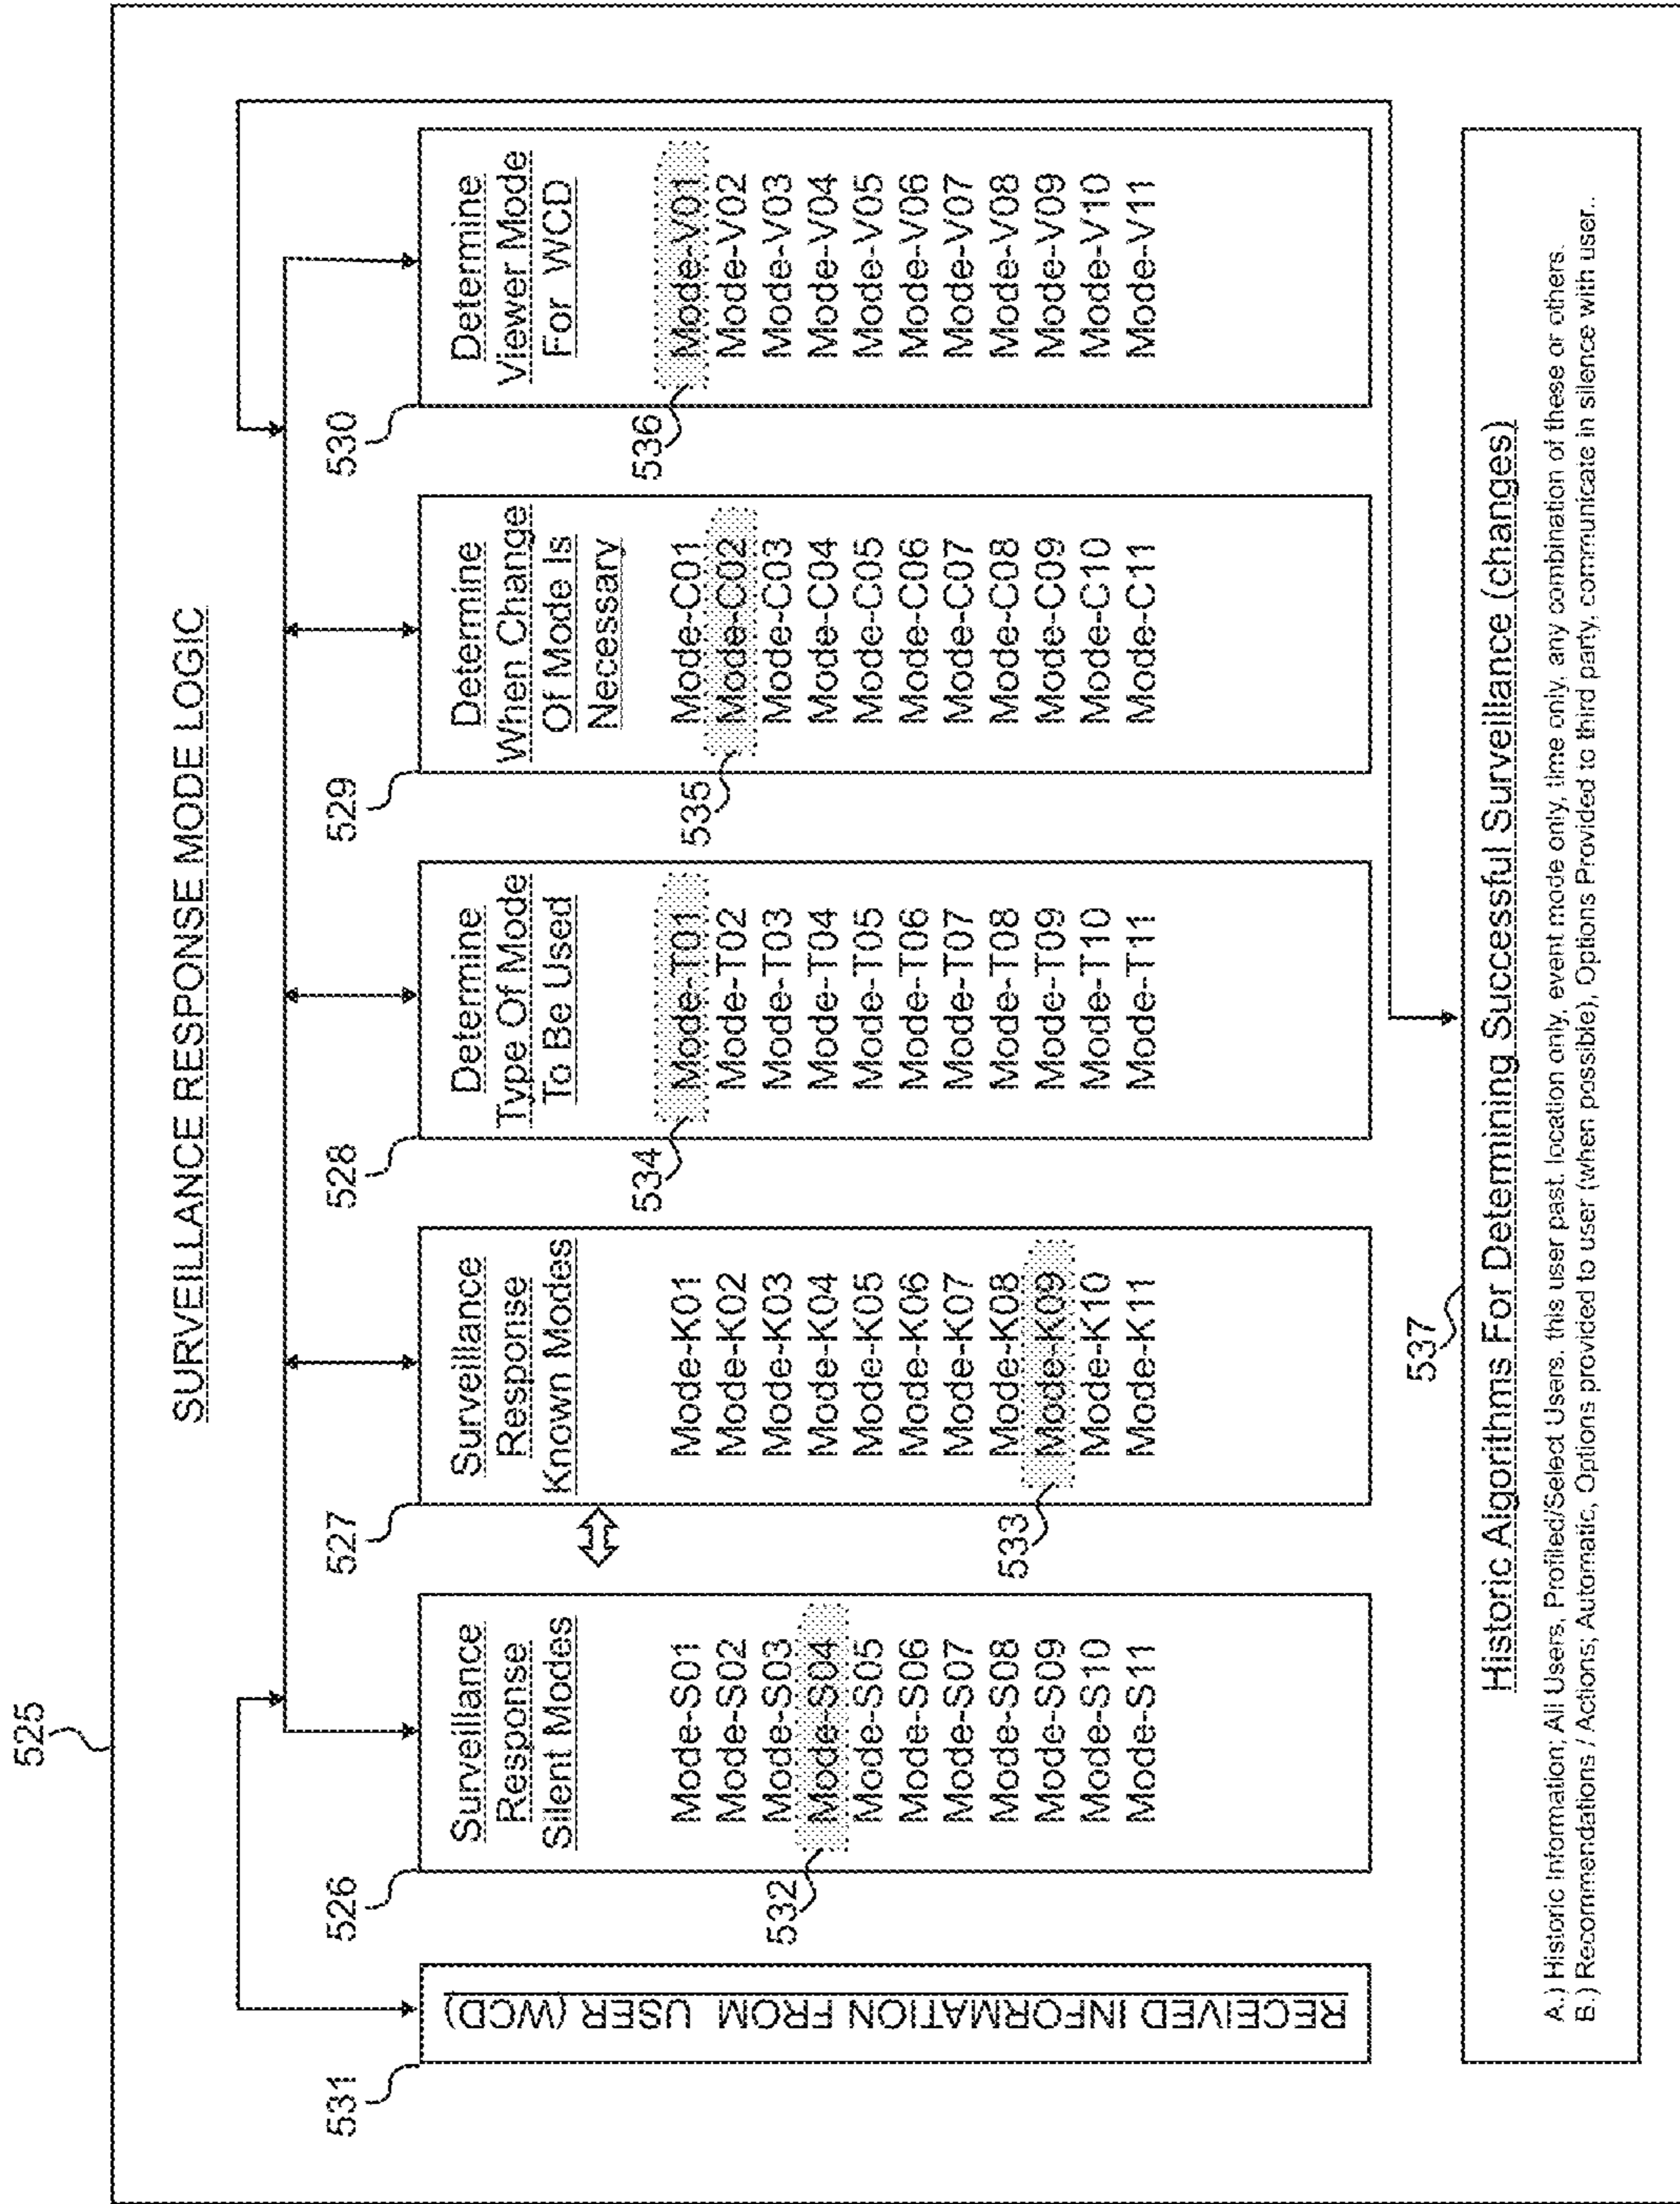 525
SURVEILLANCE RESPONSE MODE LOGIC
531
RECEIVED INFORMATION FROM USER (WCD)
526
Surveillance
Response
Silent Modes
Mode-S01
Mode-S02
Mode-S03
Mode-S04
Mode-S05
Mode-S06
Mode-S07
Mode-S08
Mode-S09
Mode-S10
Mode-S11
532
527
Surveillance
Response
Known Modes
Mode-K01
Mode-K02
Mode-K03
Mode-K04
Mode-K05
Mode-K06
Mode-K07
Mode-K08
Mode-K09
Mode-K10
Mode-K11
533
528
Determine
Type Of Mode
To Be Used
Mode-T01
Mode-T02
Mode-T03
Mode-T04
Mode-T05
Mode-T06
Mode-T07
Mode-T08
Mode-T09
Mode-T10
Mode-T11
534
529
Determine
When Change
Of Mode Is
Necessary
Mode-C01
Mode-C02
Mode-C03
Mode-C04
Mode-C05
Mode-C06
Mode-C07
Mode-C08
Mode-C09
Mode-C10
Mode-C11
535
530
Determine
Viewer Mode
For WCD
Mode-V01
Mode-V02
Mode-V03
Mode-V04
Mode-V05
Mode-V06
Mode-V07
Mode-V08
Mode-V09
Mode-V10
Mode-V11
536
537
Historic Algorithms For Determining Successful Surveillance (changes)
A.) Historic Information; All Users, Profiled/Select Users, this user past, location only, event mode only, time only, any combination of these or others.
B.) Recommendations / Actions; Automatic, Options provided to user (when possible), Options Provided to third party, communicate in silence with user..